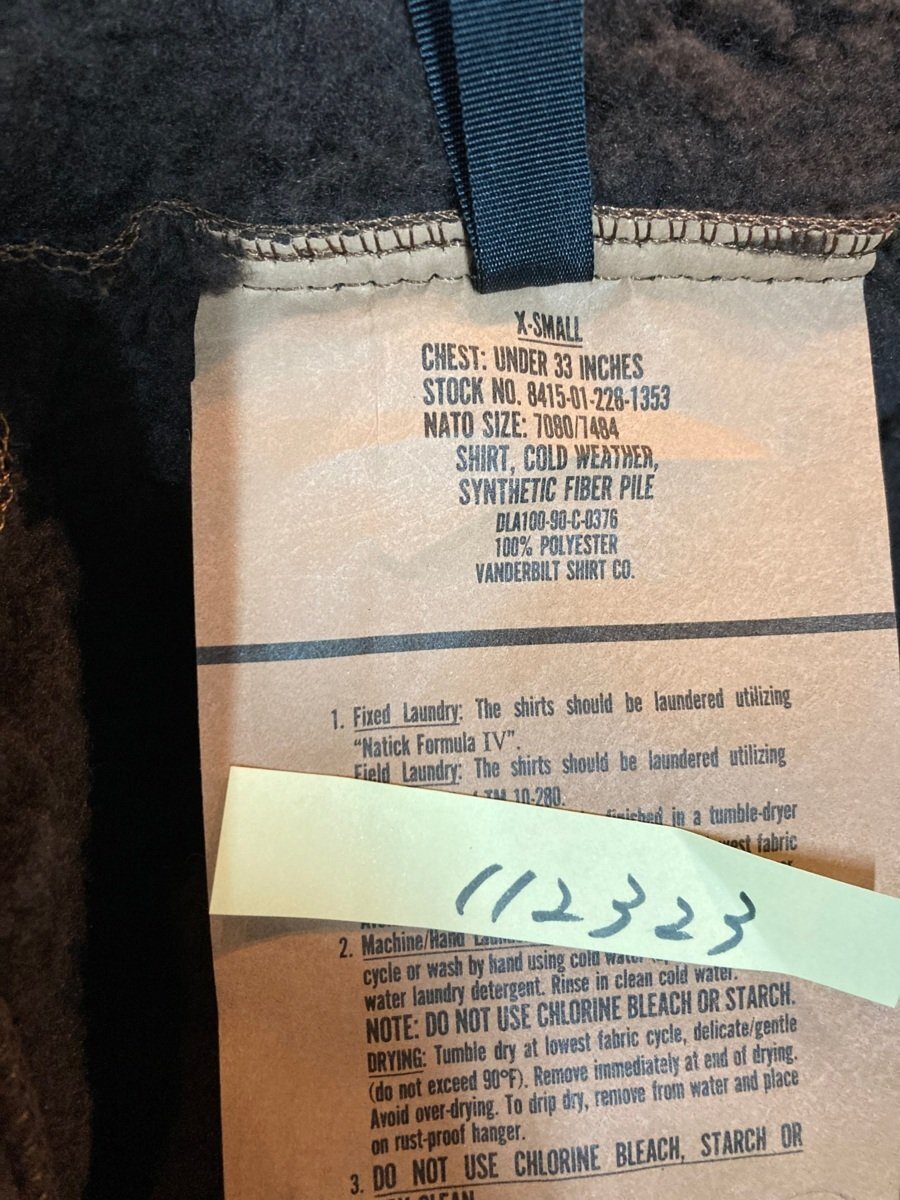 X-SMALL
CHEST: UNDER 33 INCHES
STOCK NO. 8415-01-228-1353
NATO SIZE: 7080/7484
SHIRT, COLD WEATHER,
SYNTHETIC FIBER PILE
DLA100-90-C-0376
100% POLYESTER
VANDERBILT SHIRT CO.
1. Fixed Laundry: The shirts should be laundered utilizing
“Natick Formula IV”.
Field Laundry: The shirts should be laundered utilizing
TM 10-280.
in a tumble-dryer
fabric
112323
2. Machine/Hand
cycle or wash by hand using cold water
water laundry detergent. Rinse in clean cold water.
NOTE: DO NOT USE CHLORINE BLEACH OR STARCH.
DRYING: Tumble dry at lowest fabric cycle, delicate/gentle
(do not exceed 90°F). Remove immediately at end of drying.
Avoid over-drying. To drip dry, remove from water and place
on rust-proof hanger.
3. DO NOT USE CHLORINE BLEACH, STARCH OR